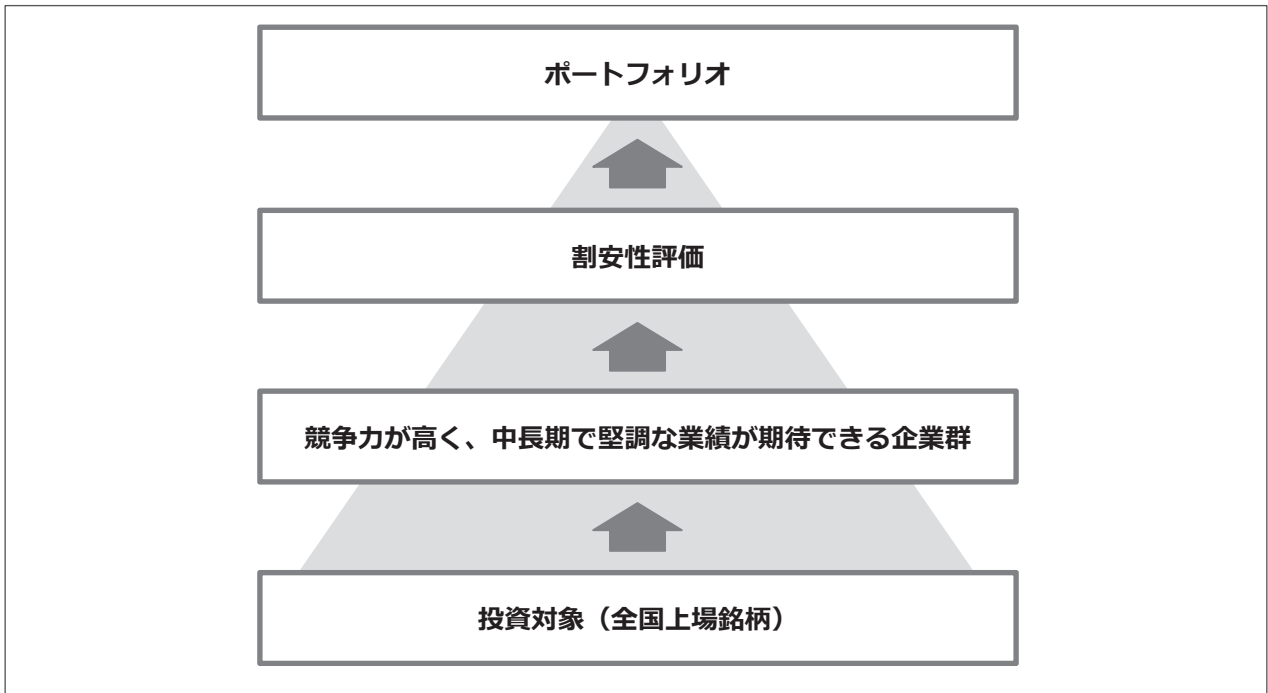 ポートフォリオ
割安性評価
競争力が高く、中長期で堅調な業績が期待できる企業群
投資対象（全国上場銘柄）